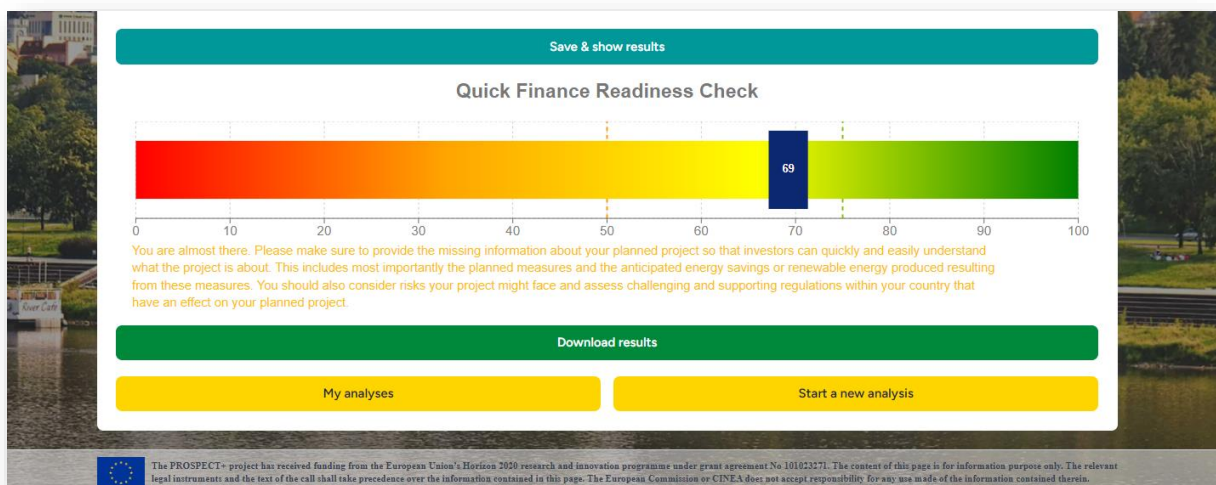 Save & show results
Quick Finance Readiness Check
69
0 10 20 30 40 50 60 70 80 90 100
You are almost there. Please make sure to provide the missing information about your planned project so that investors can quickly and easily understand
what the project is about. This includes most importantly the planned measures and the anticipated energy savings or renewable energy produced resulting
from these measures. You should also consider risks your project might face and assess challenging and supporting regulations within your country that
have an effect on your planned project.
River Cafe
Download results
My analyses Start a new analysis
The PROSPECT+ project has received funding from the European Union's Horizon 2020 research and innovation programme under grant agreement No 101023271. The content of this page is for information purpose only. The relevant
legal instruments and the text of the call shall take precedence over the information contained in this page. The European Commission or CINEA does not accept responsibility for any use made of the information contained therein.